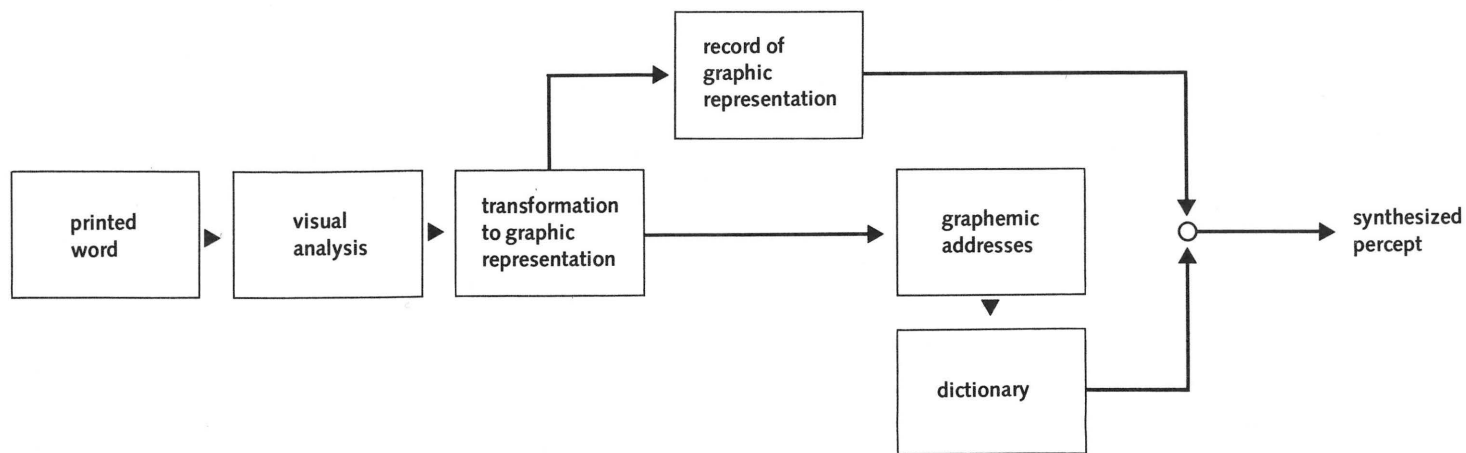 record of
graphic
representation
printed
word
visual
analysis
transformation
to graphic
representation
graphemic
addresses
synthesized
percept
dictionary